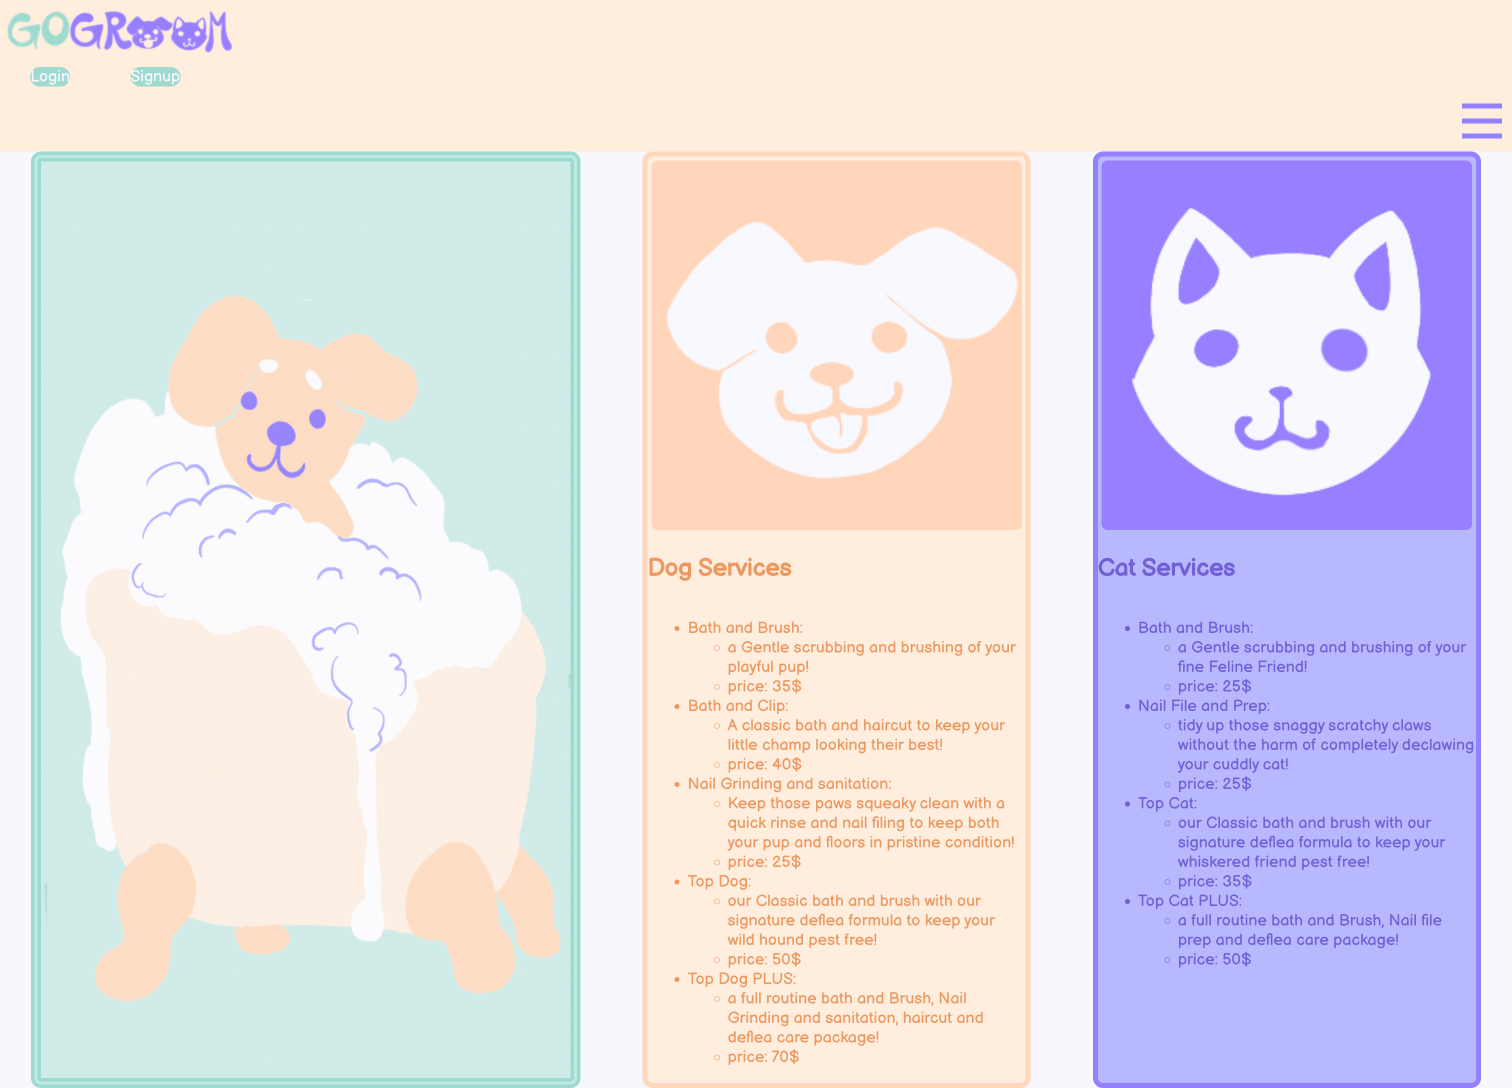 GOGROOM
Login
Signup
Dog Services
Bath and Brush:
a Gentle scrubbing and brushing of your
playful pup!
price: 35$
Bath and Clip:
A classic bath and haircut to keep your
little champ looking their best!
price: 40$
Nail Grinding and sanitation:
Keep those paws squeaky clean with a
quick rinse and nail filing to keep both
your pup and floors in pristine condition!
price: 25$
Top Dog:
our Classic bath and brush with our
signature deflea formula to keep your
wild hound pest free!
price: 50$
Top Dog PLUS:
a full routine bath and Brush, Nail
Grinding and sanitation, haircut and
deflea care package!
price: 70$
Cat Services
Bath and Brush:
a Gentle scrubbing and brushing of your
fine Feline Friend!
price: 25$
Nail File and Prep:
tidy up those snaggy scratchy claws
without the harm of completely declawing
your cuddly cat!
price: 25$
Top Cat:
our Classic bath and brush with our
signature deflea formula to keep your
whiskered friend pest free!
price: 35$
Top Cat PLUS:
a full routine bath and Brush, Nail file
prep and deflea care package!
price: 50$